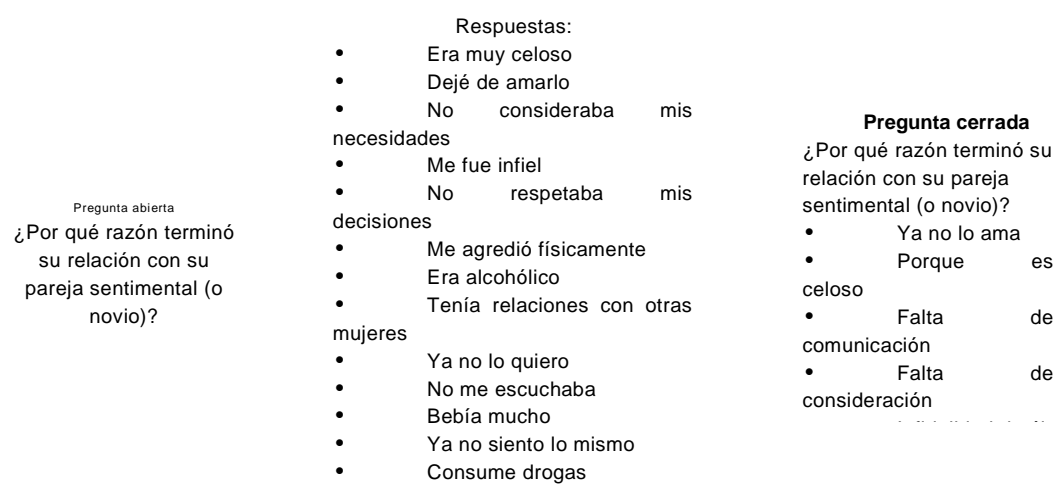 Pregunta abierta
¿Por qué razón terminó
su relación con su
pareja sentimental (o
novio)?
Respuestas:
• Era muy celoso
• Dejé de amarlo
• No consideraba mis
necesidades
• Me fue infiel
• No respetaba mis
decisiones
• Me agredió físicamente
• Era alcohólico
• Tenía relaciones con otras
mujeres
• Ya no lo quiero
• No me escuchaba
• Bebía mucho
• Ya no siento lo mismo
• Consume drogas
Pregunta cerrada
¿Por qué razón terminó su
relación con su pareja
sentimental (o novio)?
• Ya no lo ama
• Porque es
celoso
• Falta de
comunicación
• Falta de
consideración